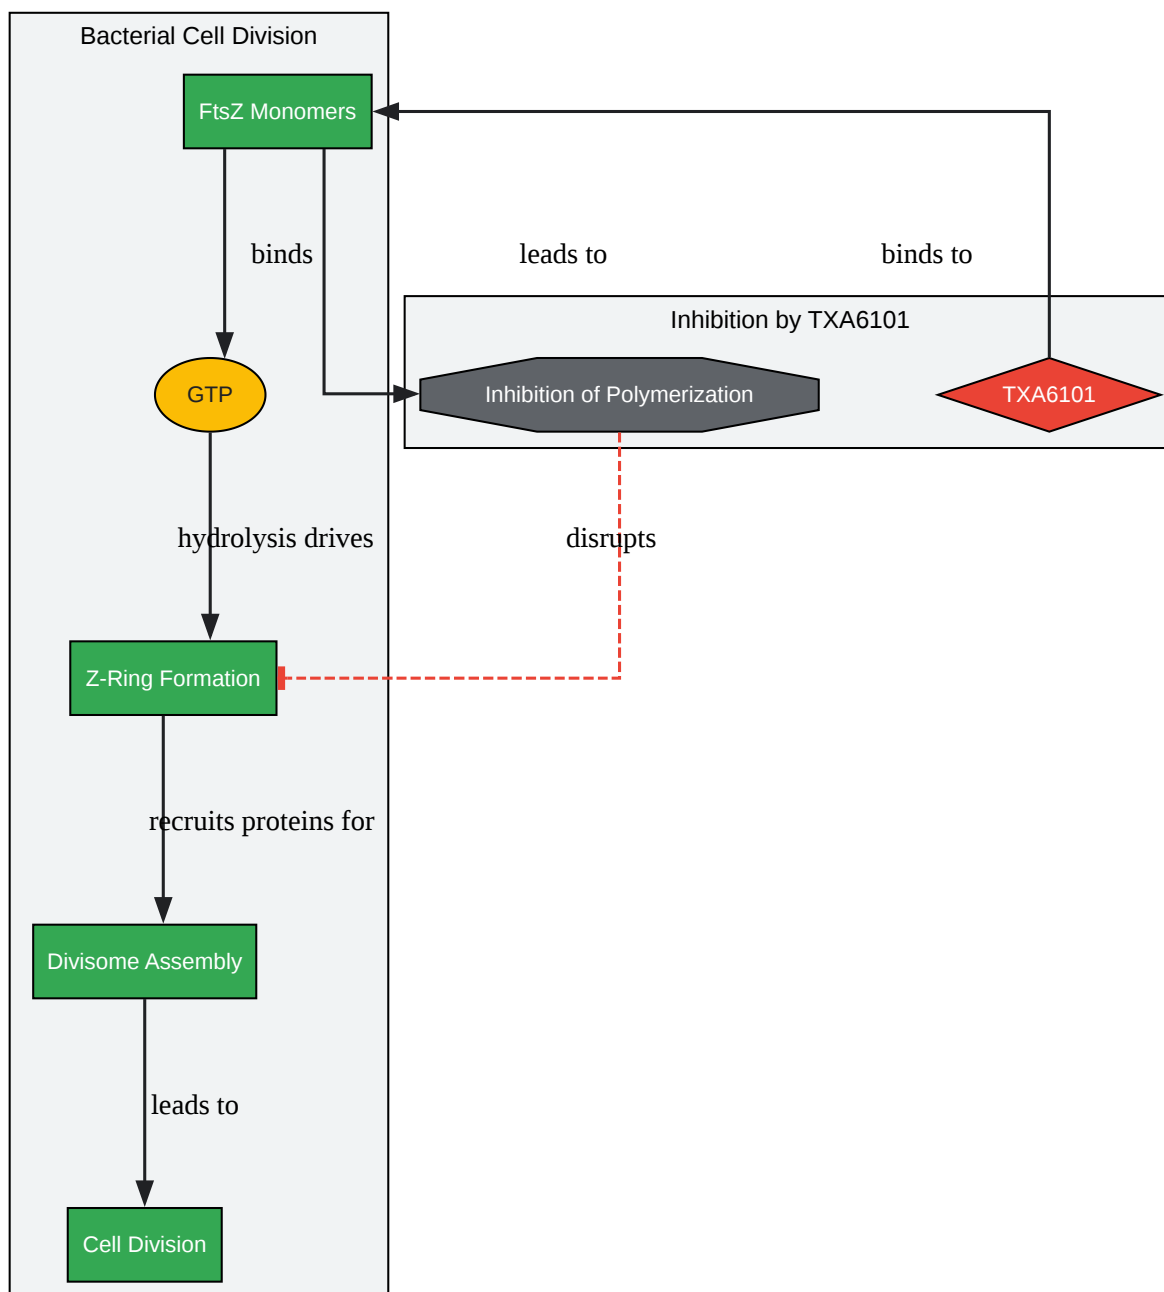 Bacterial Cell Division
FtsZ Monomers
binds
leads to
binds to
Inhibition by TXA6101
GTP
Inhibition of Polymerization
TXA6101
hydrolysis drives
disrupts
Z-Ring Formation
recruits proteins for
Divisome Assembly
leads to
Cell Division